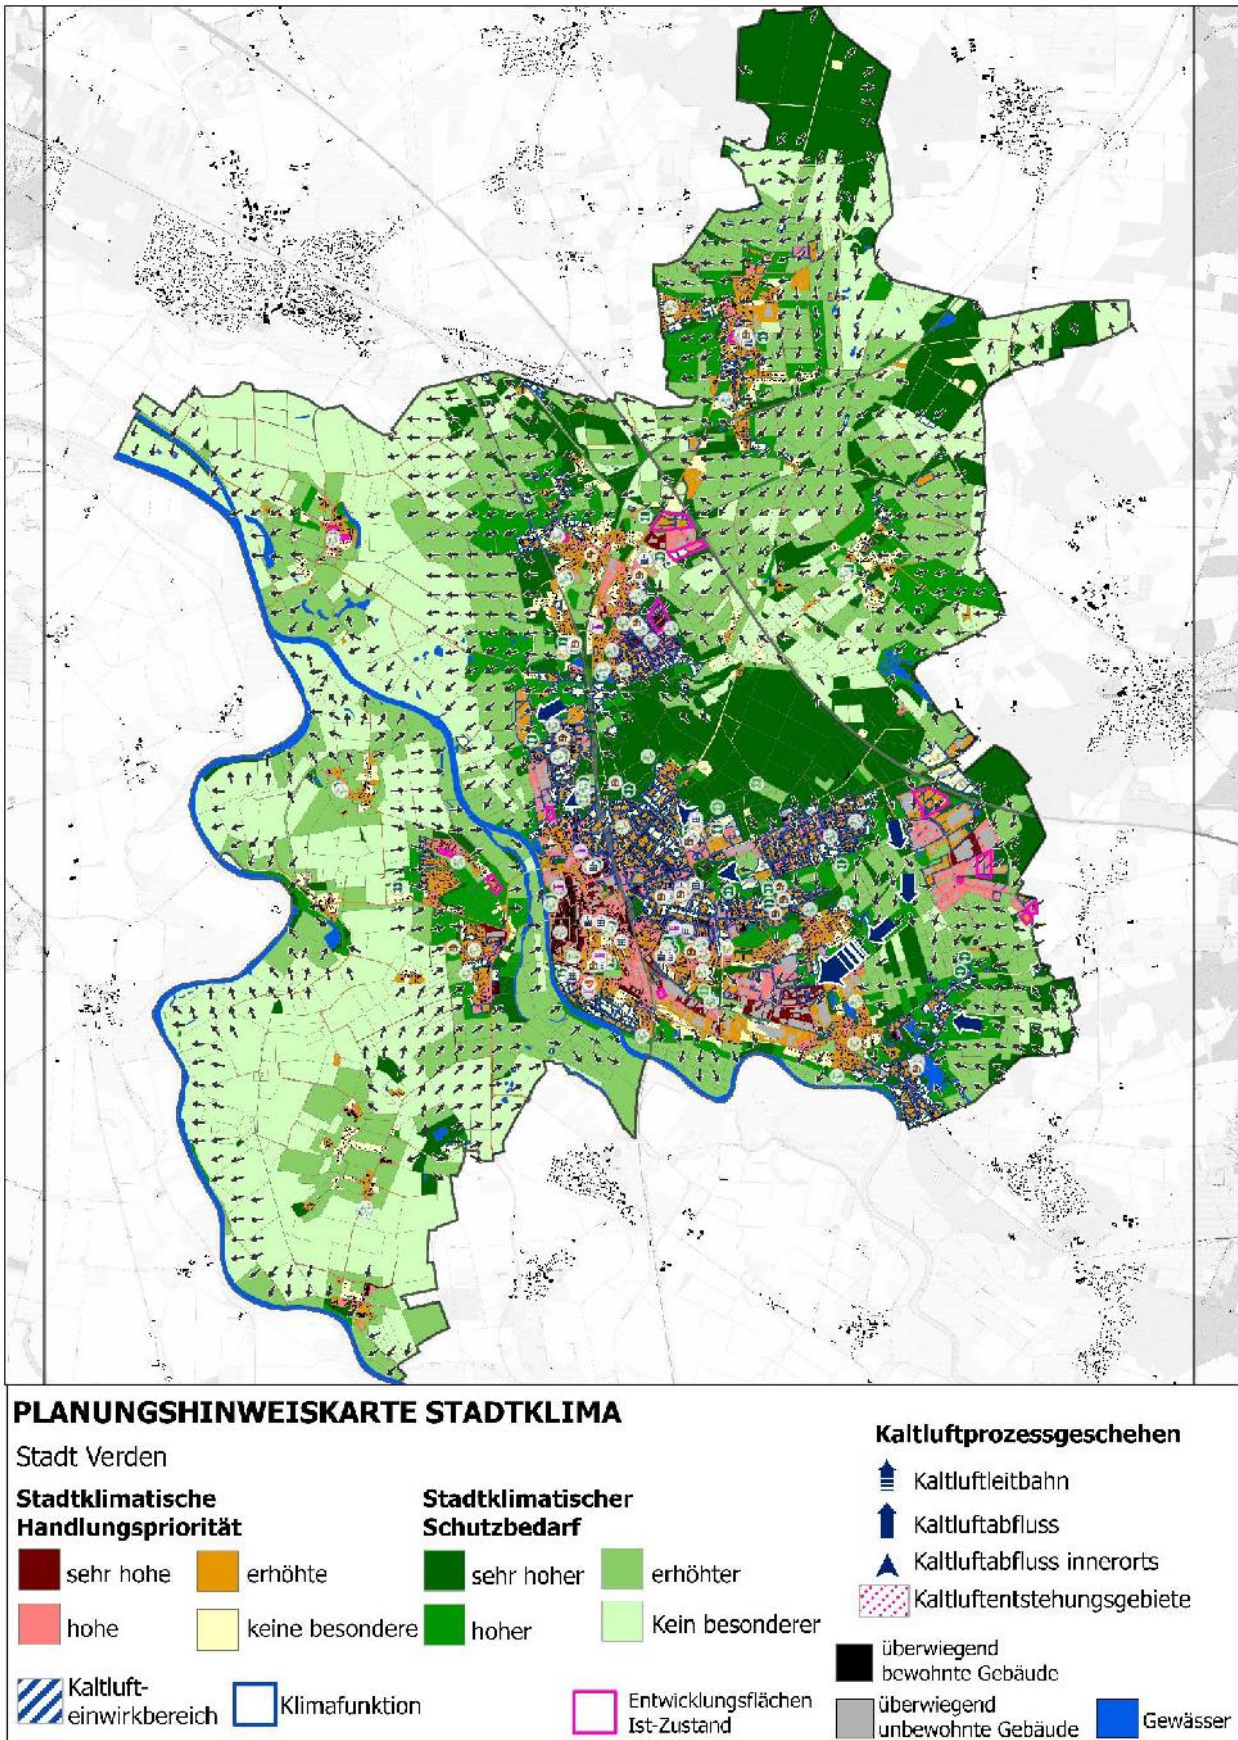 PLANUNGSHINWEISKARTE STADTKLIMA
Stadt Verden
Stadtklimatische
Handlungspriorität
sehr hohe
erhöhte
hohe
keine besondere
Stadtklimatischer
Schutzbedarf
sehr hoher
erhöhter
hoher
Kein besonderer
Kaltluft-
einwirkbereich
Klimafunktion
Entwicklungsflächen
Ist-Zustand
Kaltluftprozessgeschehen
Kaltluftleitbahn
Kaltluftabfluss
Kaltluftabfluss innerorts
Kaltluftentstehungsgebiete
überwiegend
bewohnte Gebäude
überwiegend
unbewohnte Gebäude
Gewässer